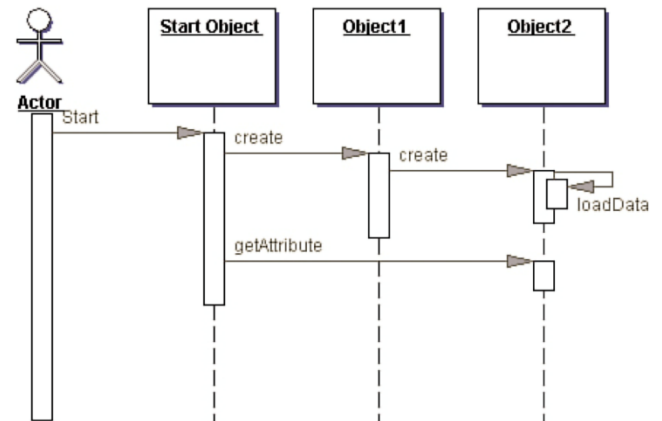 Start Object
Object1
Object2
Actor
Start
create
create
loadData
getAttribute